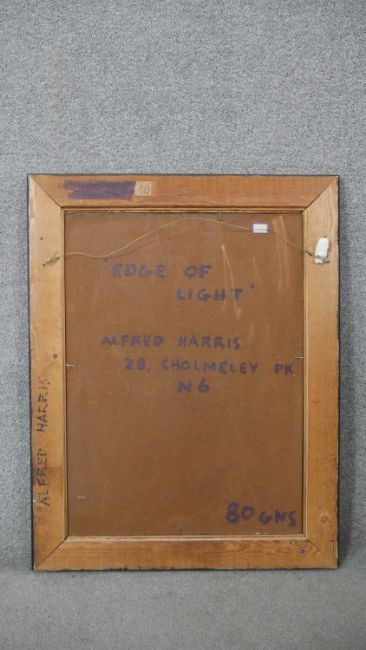 'EDGE OF
LIGHT'
ALFRED HARRIS
28, CHOLMELEY PK
N6
80 GNS
ALFRED HARRIS